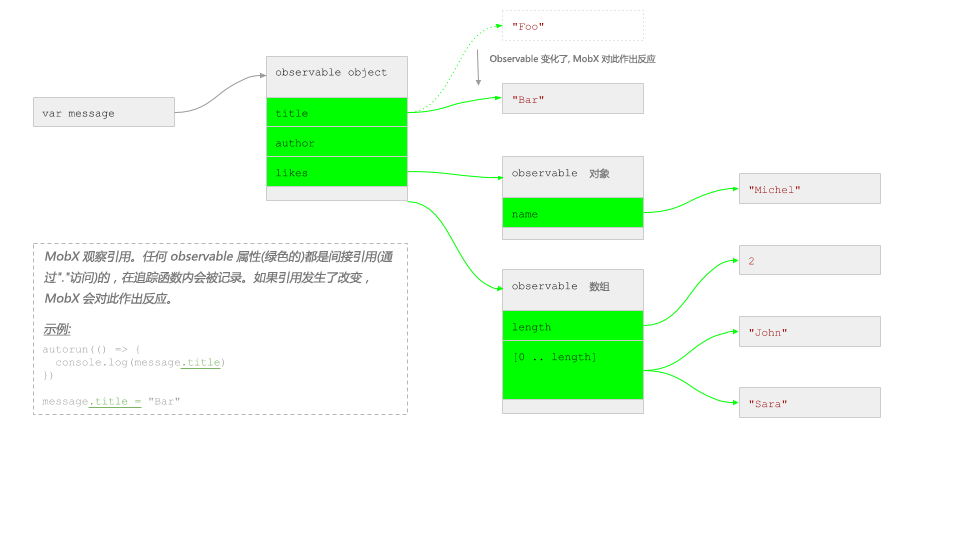 "Foo"
Observable 变化了, MobX 对此作出反应
observable object
"Bar"
var message
title
author
likes
observable 对象
name
"Michel"
MobX 观察引用。任何 observable 属性(绿色的)都是间接引用(通
过"."访问)的，在追踪函数内会被记录。如果引用发生了改变，
MobX 会对此作出反应。
示例:
autorun(() => {
console.log(message.title)
})
message.title = "Bar"
observable 数组
length
[0 .. length]
2
"John"
"Sara"